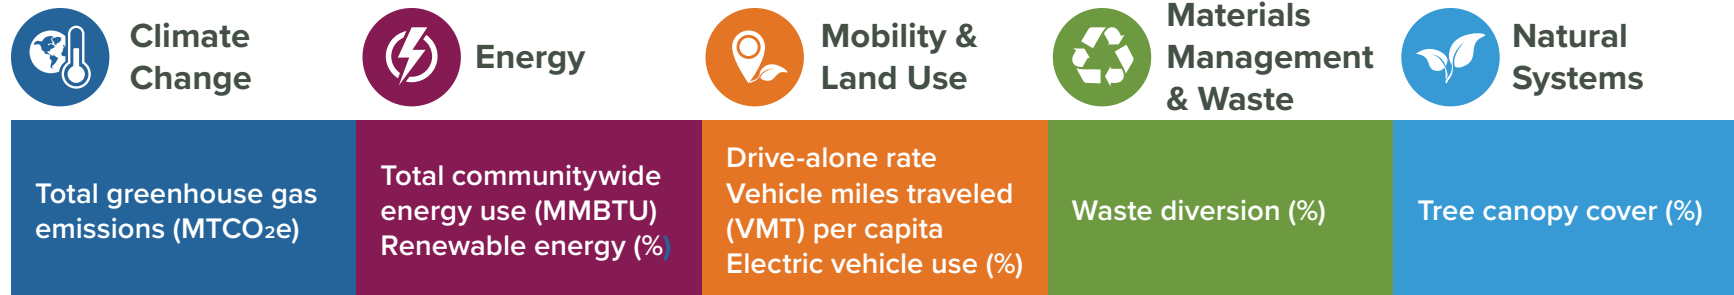 Climate
Change
Energy
Mobility &
Land Use
Materials
Management
& Waste
Natural
Systems
Total greenhouse gas
emissions (MTCO₂e)
Total communitywide
energy use (MMBTU)
Renewable energy (%)
Drive-alone rate
Vehicle miles traveled
(VMT) per capita
Electric vehicle use (%)
Waste diversion (%)
Tree canopy cover (%)